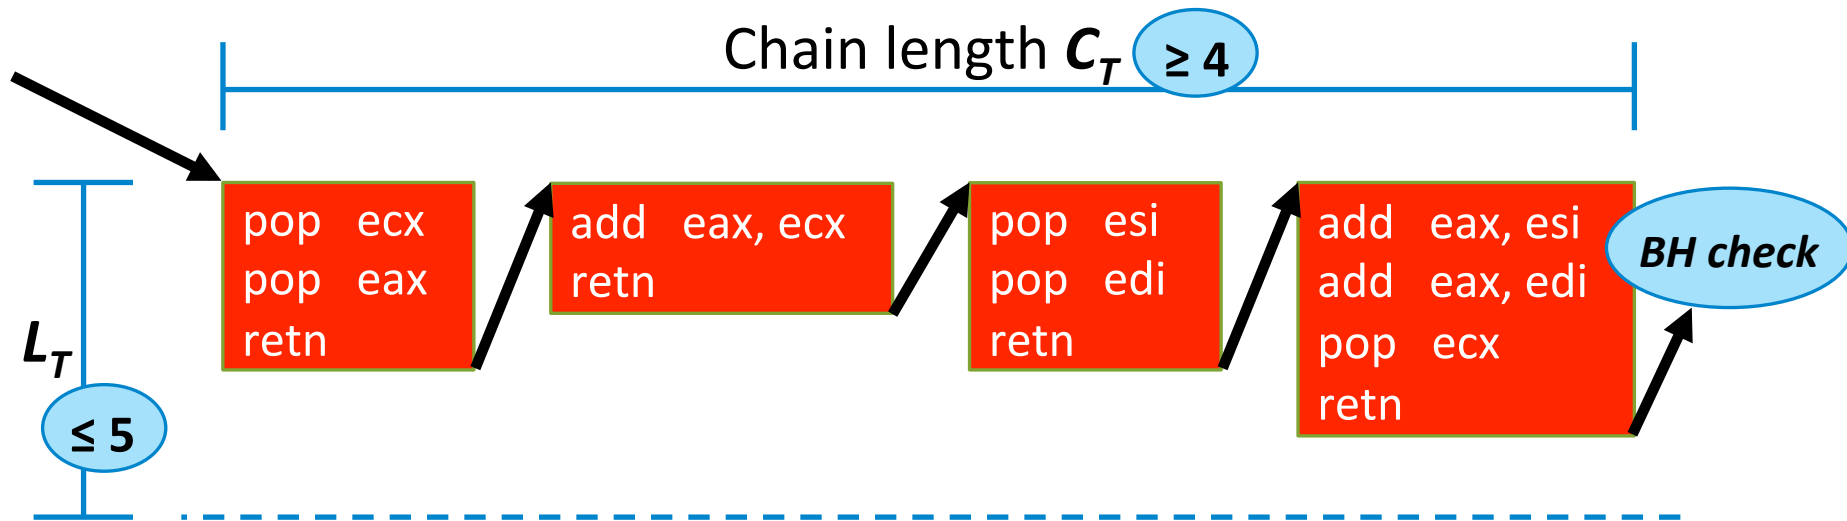 Chain length C_T ≥ 4
pop ecx
pop eax
retn
add eax, ecx
retn
pop esi
pop edi
retn
add eax, esi
add eax, edi
pop ecx
retn
BH check
L_T
≤ 5